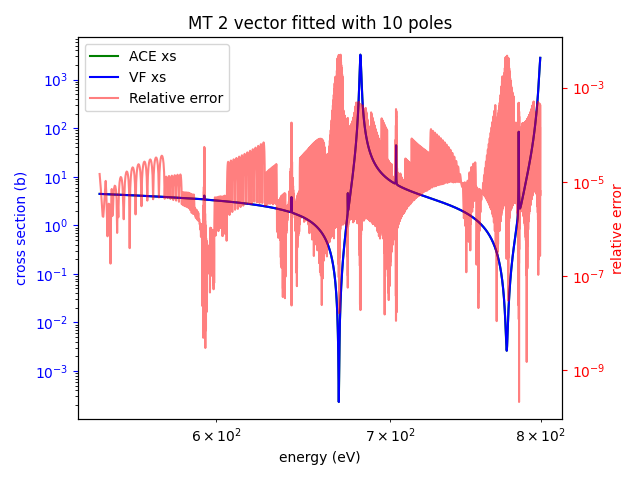 MT 2 vector fitted with 10 poles
ACE xs
VF xs
Relative error
cross section (b)
10³
10²
10¹
10⁰
10⁻¹
10⁻²
10⁻³
relative error
10⁻³
10⁻⁵
10⁻⁷
10⁻⁹
6 × 10² 7 × 10² 8 × 10²
energy (eV)